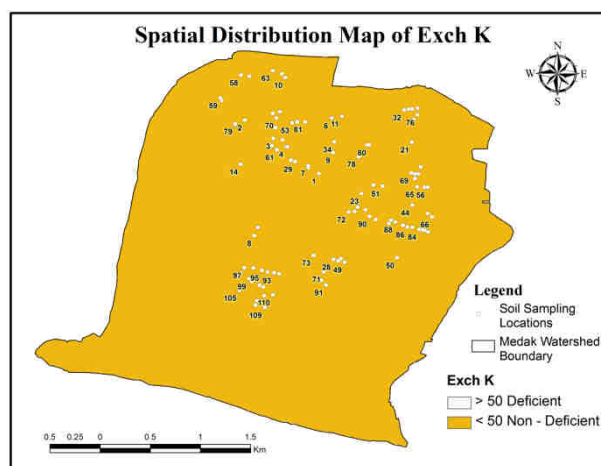 Spatial Distribution Map of Exch K
N
W E
S
58 63 10
59
32 76
79 2 70 53 81 6 11
3 4 34 80 21
61 9 78
14 29 7 1
69
51 65 56
23 44
72 90 88 86 84 66
8
73 28 49 50
97 95 93 71
99 91
105 110
109
Legend
Soil Sampling
Locations
Medak Watershed
Boundary
Exch K
> 50 Deficient
< 50 Non - Deficient
0.5 0.25 0 0.5 1 1.5
Km